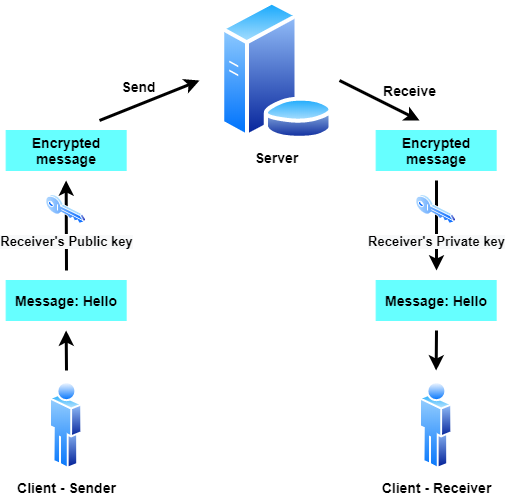 Send
Receive
Encrypted
message
Server
Encrypted
message
Receiver's Public key
Receiver's Private key
Message: Hello
Message: Hello
Client - Sender
Client - Receiver